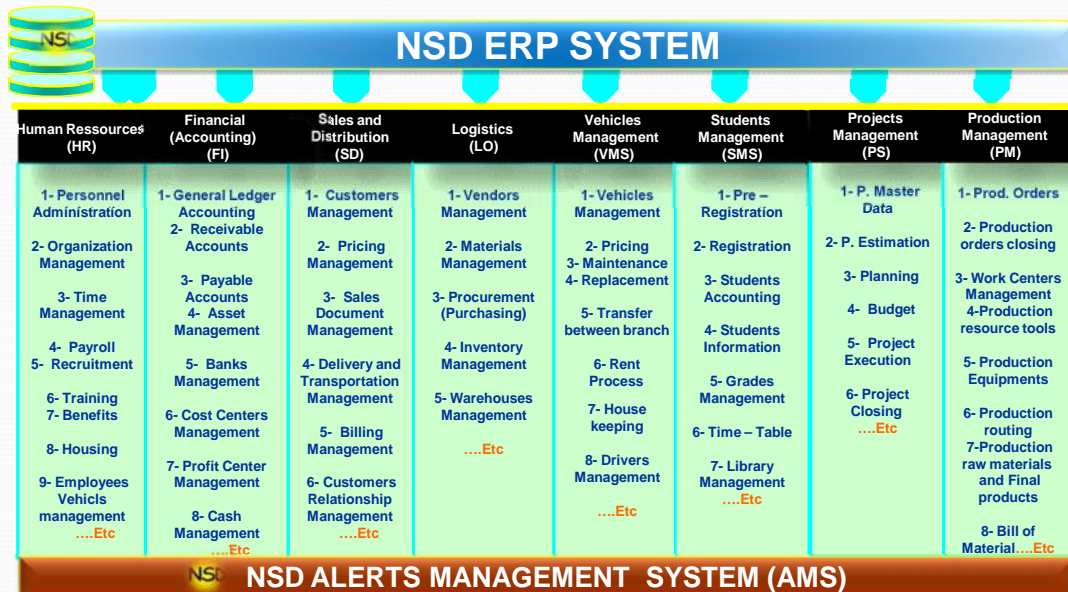 NSD
NSD ERP SYSTEM
Human Ressources
(HR)
Financial
(Accounting)
(FI)
Sales and
Distribution
(SD)
Logistics
(LO)
Vehicles
Management
(VMS)
Students
Management
(SMS)
Projects
Management
(PS)
Production
Management
(PM)
1- Personnel
Administration
2- Organization
Management
3- Time
Management
4- Payroll
5- Recruitment
6- Training
7- Benefits
8- Housing
9- Employees
Vehicls
management
....Etc
1- General Ledger
Accounting
2- Receivable
Accounts
3- Payable
Accounts
4- Asset
Management
5- Banks
Management
6- Cost Centers
Management
7- Profit Center
Management
8- Cash
Management
....Etc
1- Customers
Management
2- Pricing
Management
3- Sales
Document
Management
4- Delivery and
Transportation
Management
5- Billing
Management
6- Customers
Relationship
Management
....Etc
1- Vendors
Management
2- Materials
Management
3- Procurement
(Purchasing)
4- Inventory
Management
5- Warehouses
Management
....Etc
1- Vehicles
Management
2- Pricing
3- Maintenance
4- Replacement
5- Transfer
between branch
6- Rent
Process
7- House
keeping
8- Drivers
Management
....Etc
1- Pre –
Registration
2- Registration
3- Students
Accounting
4- Students
Information
5- Grades
Management
6- Time – Table
7- Library
Management
....Etc
1- P. Master
Data
2- P. Estimation
3- Planning
4- Budget
5- Project
Execution
6- Project
Closing
....Etc
1- Prod. Orders
2- Production
orders closing
3- Work Centers
Management
4-Production
resource tools
5- Production
Equipments
6- Production
routing
7-Production
raw materials
and Final
products
8- Bill of
Material....Etc
NSD
NSD ALERTS MANAGEMENT SYSTEM (AMS)